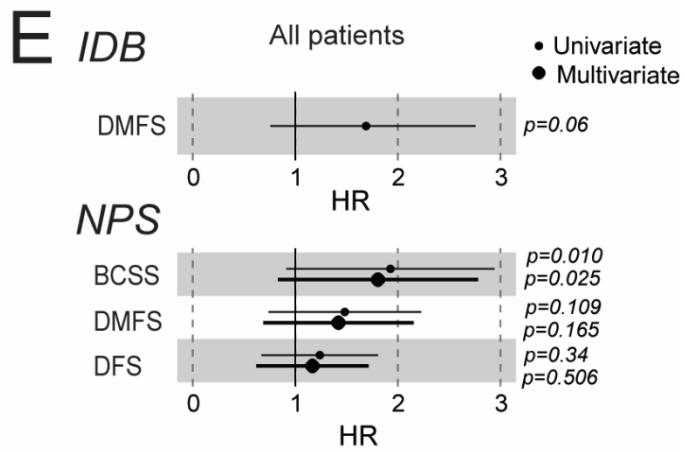 E IDB All patients
Univariate
Multivariate
DMFS p=0.06
0 1 2 3
HR
NPS
BCSS p=0.010
p=0.025
DMFS p=0.109
p=0.165
DFS p=0.34
p=0.506
0 1 2 3
HR